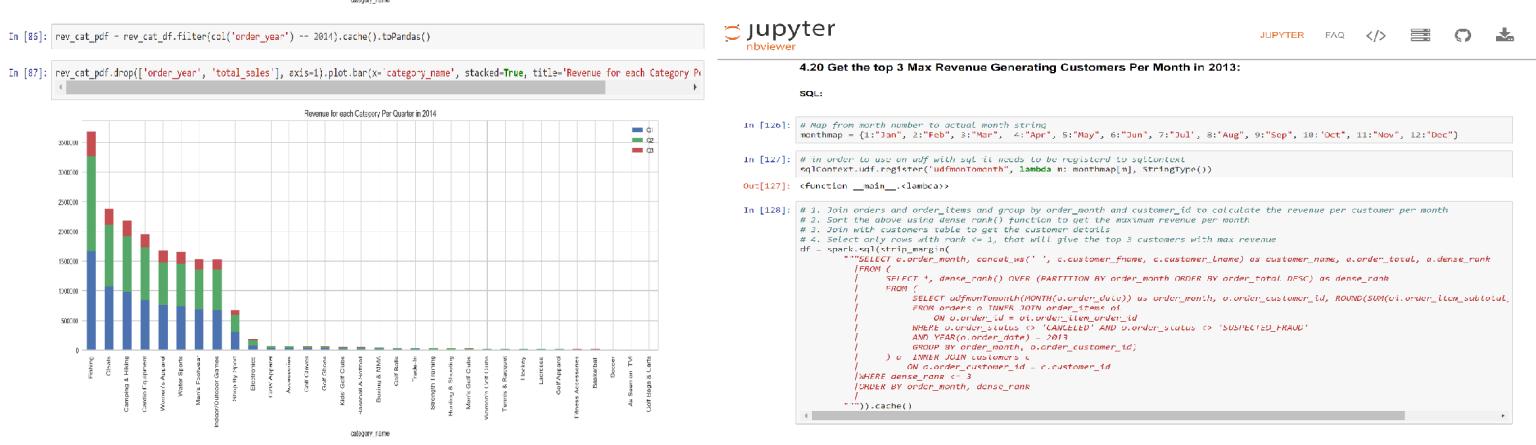 category_name
In [86]: rev_cat_pdf = rev_cat_df.filter(col('order_year') == 2014).cache().toPandas()
In [87]: rev_cat_pdf.drop(['order_year', 'total_sales'], axis=1).plot.bar(x='category_name', stacked=True, title='Revenue for each Category Pe
Revenue for each Category Per Quarter in 2014
Q1
Q2
Q3
3500000
3000000
2500000
2000000
1500000
1000000
500000
0
Fishing
Cleats
Camping & Hiking
Cardio Equipment
Women's Apparel
Water Sports
Men's Footwear
Indoor/Outdoor Games
Shop By Sport
Electronics
Accessories
Golf Gloves
Golf Shoes
Kids' Golf Clubs
Baseball & Softball
Boxing & MMA
Golf Balls
Trade-In
Strength Training
Hunting & Shooting
Men's Golf Clubs
Women's Golf Clubs
Tennis & Racquet
Hockey
Lacrosse
Golf Apparel
Fitness Accessories
Basketball
Soccer
As Seen on TV!
Golf Bags & Carts
category_name
jupyter
nbviewer
JUPYTER FAQ </>
4.20 Get the top 3 Max Revenue Generating Customers Per Month in 2013:
SQL:
In [126]: # Map from month number to actual month string
monthmap = {1:"Jan", 2:"Feb", 3:"Mar", 4:"Apr", 5:"May", 6:"Jun", 7:"Jul", 8:"Aug", 9:"Sep", 10:"Oct", 11:"Nov", 12:"Dec"}
In [127]: # in order to use an udf with sql it needs to be registerd to sqlContext
sqlContext.udf.register("udfmonTomonth", lambda m: monthmap[m], StringType())
Out[127]: <function __main__.<lambda>>
In [128]: # 1. Join orders and order_items and group by order_month and customer_id to calculate the revenue per customer per month
# 2. Sort the above using dense_rank() function to get the maximum revenue per month
# 3. Join with customers table to get the customer details
# 4. Select only rows with rank <= 1, that will give the top 3 customers with max revenue
df = spark.sql(strip_margin(
"""SELECT a.order_month, concat_ws(' ', c.customer_fname, c.customer_lname) as customer_name, a.order_total, a.dense_rank
|FROM (
| SELECT *, dense_rank() OVER (PARTITION BY order_month ORDER BY order_total DESC) as dense_rank
| FROM (
| SELECT udfmonTomonth(MONTH(o.order_date)) as order_month, o.order_customer_id, ROUND(SUM(oi.order_item_subtotal,
| FROM orders o INNER JOIN order_items oi
| ON o.order_id = oi.order_item_order_id
| WHERE o.order_status <> 'CANCELED' AND o.order_status <> 'SUSPECTED_FRAUD'
| AND YEAR(o.order_date) = 2013
| GROUP BY order_month, o.order_customer_id)
| ) a INNER JOIN customers c
| ON a.order_customer_id = c.customer_id
|WHERE dense_rank <= 3
|ORDER BY order_month, dense_rank
|
""")).cache()